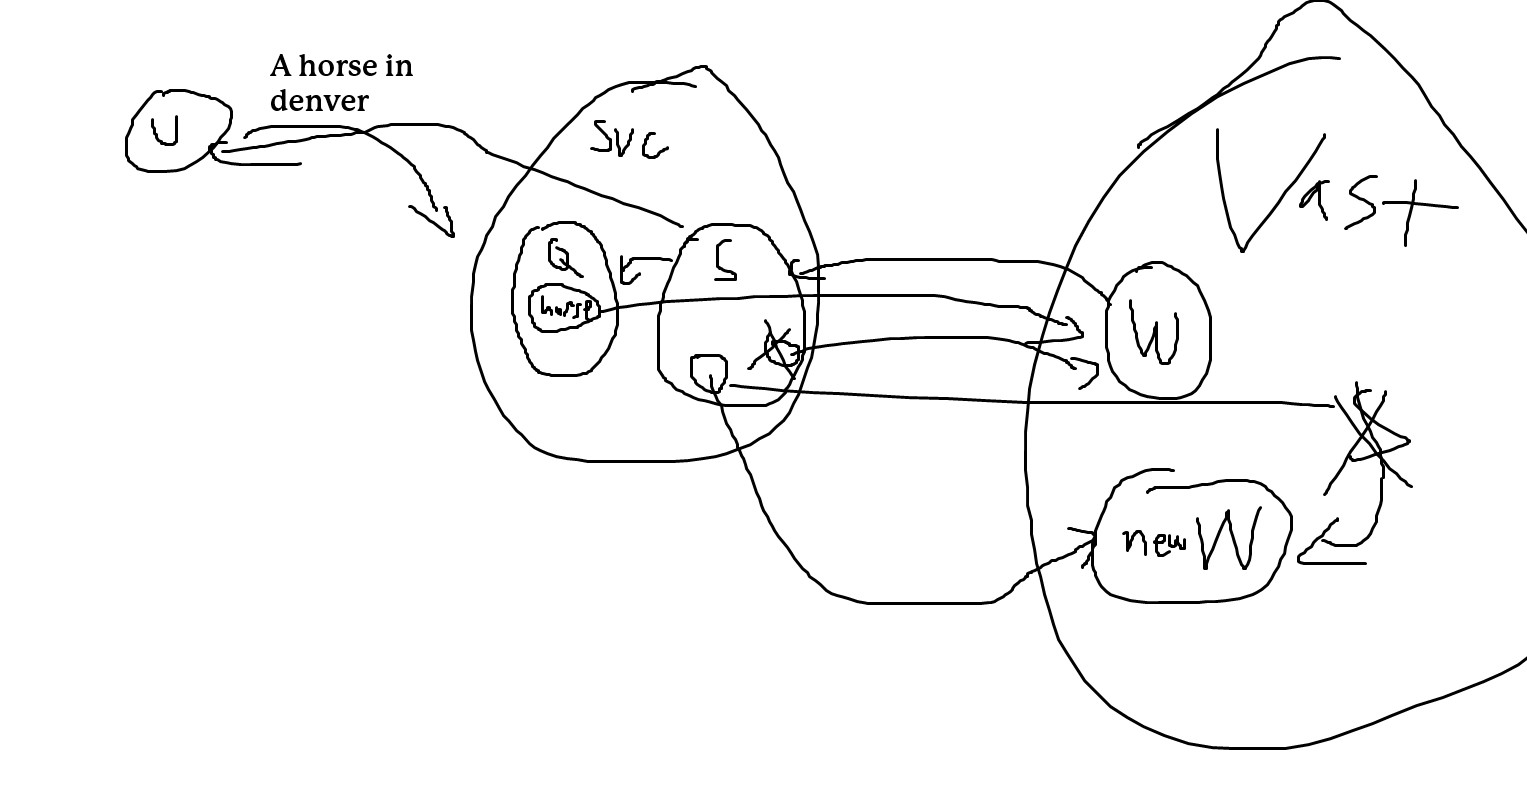 A horse in
denver
U
svc
Vast
Q
S
horse
W
new W